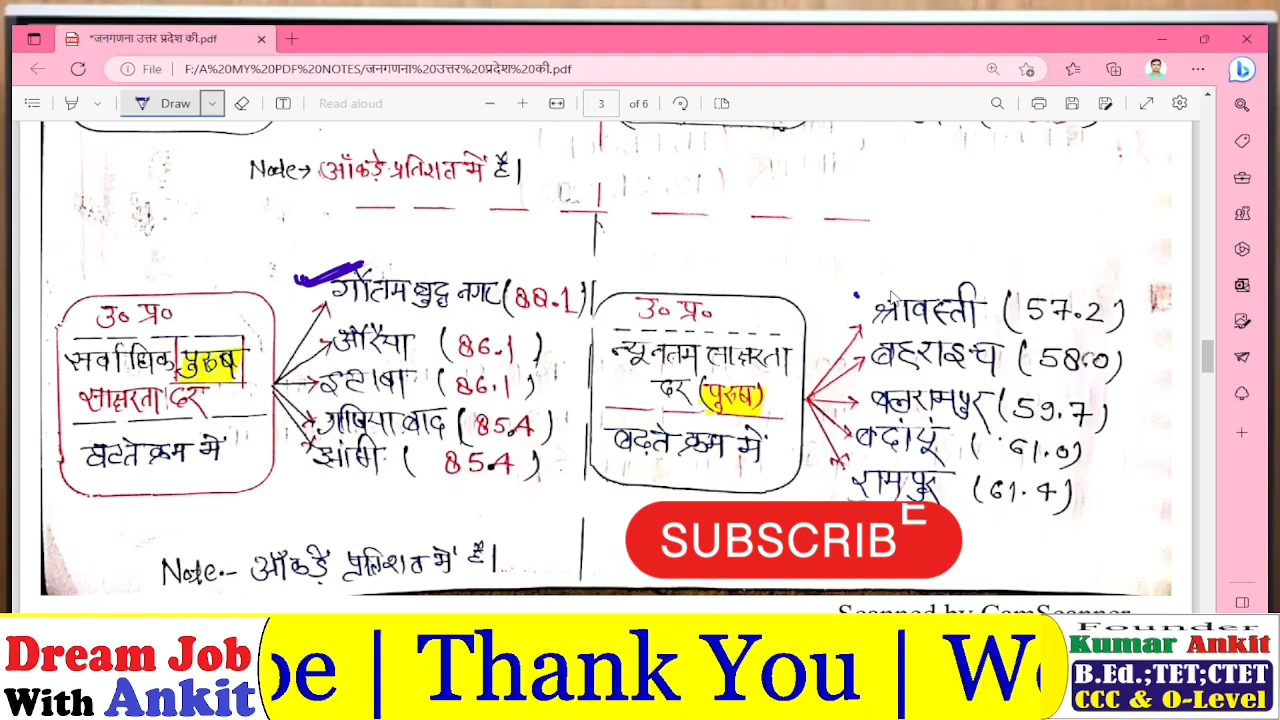 *जनगणना उत्तर प्रदेश की.pdf
File F:/A%20MY%20PDF%20NOTES/जनगणना%20उत्तर%20प्रदेश%20की.pdf
Draw Read aloud 3 of 6
Note→ आँकड़े प्रतिशत में हैं।
उ० प्र०
सर्वाधिक पुरुष
साक्षरता दर
घटते क्रम में
गौतम बुद्ध नगर (88.1)
औरैया (86.1)
इटावा (86.1)
गाजियाबाद (85.4)
झांसी (85.4)
उ० प्र०
न्यूनतम साक्षरता
दर (पुरुष)
बढ़ते क्रम में
श्रावस्ती (57.2)
बहराइच (58.0)
बलरामपुर (59.7)
बदांयूं (61.0)
रामपुर (61.4)
SUBSCRIBE
Note:- आँकड़ें प्रतिशत में हैं।
Scanned by CamScanner
Dream Job
With Ankit
be | Thank You | We
Founder
Kumar Ankit
B.Ed.;TET;CTET
CCC & O-Level